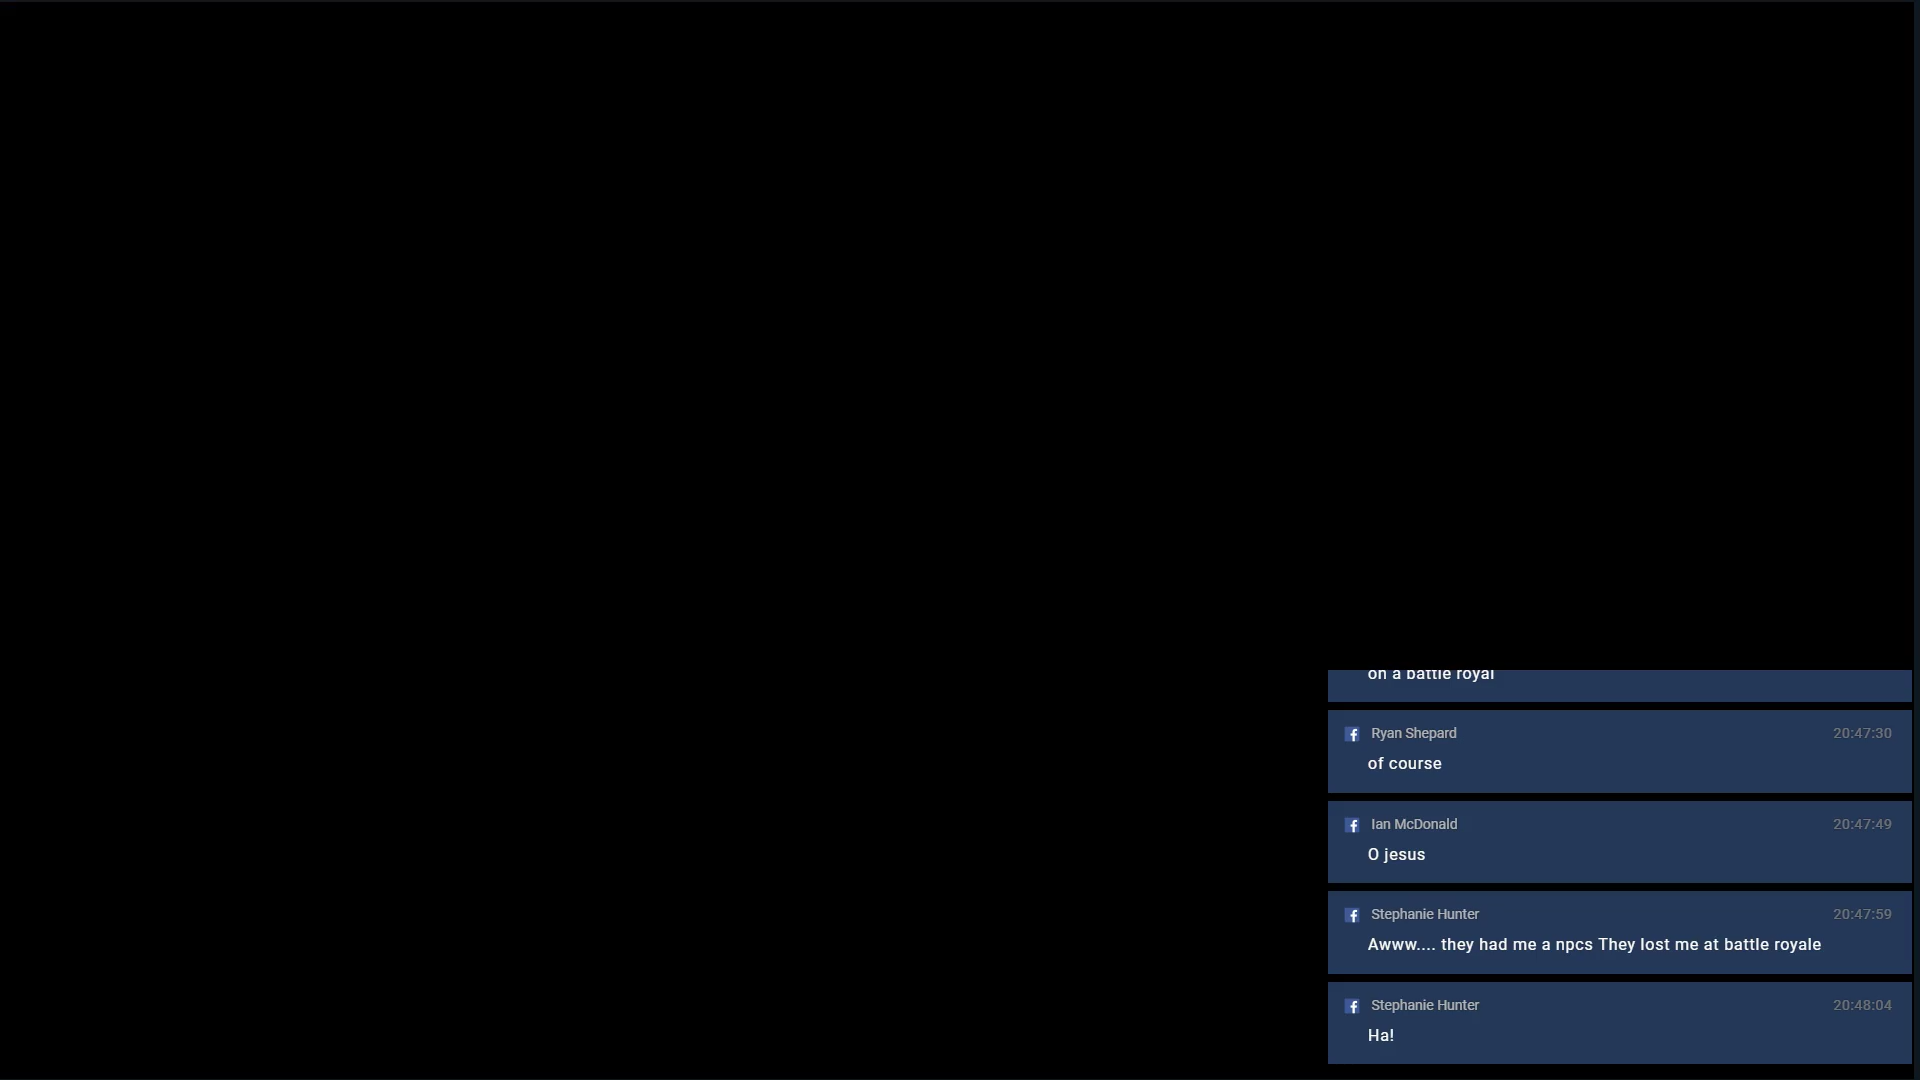 on a battle royal
Ryan Shepard 20:47:30
of course
Ian McDonald 20:47:49
O jesus
Stephanie Hunter 20:47:59
Awww.... they had me a npcs They lost me at battle royale
Stephanie Hunter 20:48:04
Ha!